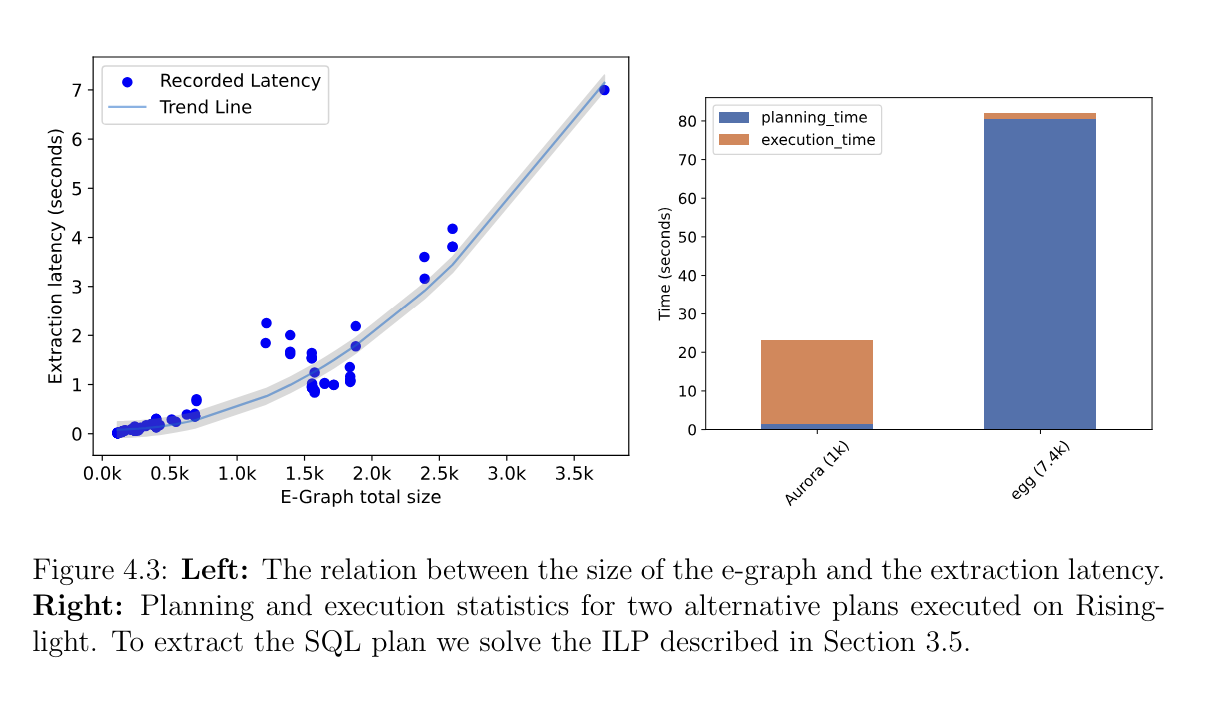 Recorded Latency
Trend Line
Extraction latency (seconds)
7
6
5
4
3
2
1
0
0.0k 0.5k 1.0k 1.5k 2.0k 2.5k 3.0k 3.5k
E-Graph total size
planning_time
execution_time
Time (seconds)
80
70
60
50
40
30
20
10
0
Aurora (1k)
egg (7.4k)
Figure 4.3: Left: The relation between the size of the e-graph and the extraction latency.
Right: Planning and execution statistics for two alternative plans executed on Rising-
light. To extract the SQL plan we solve the ILP described in Section 3.5.